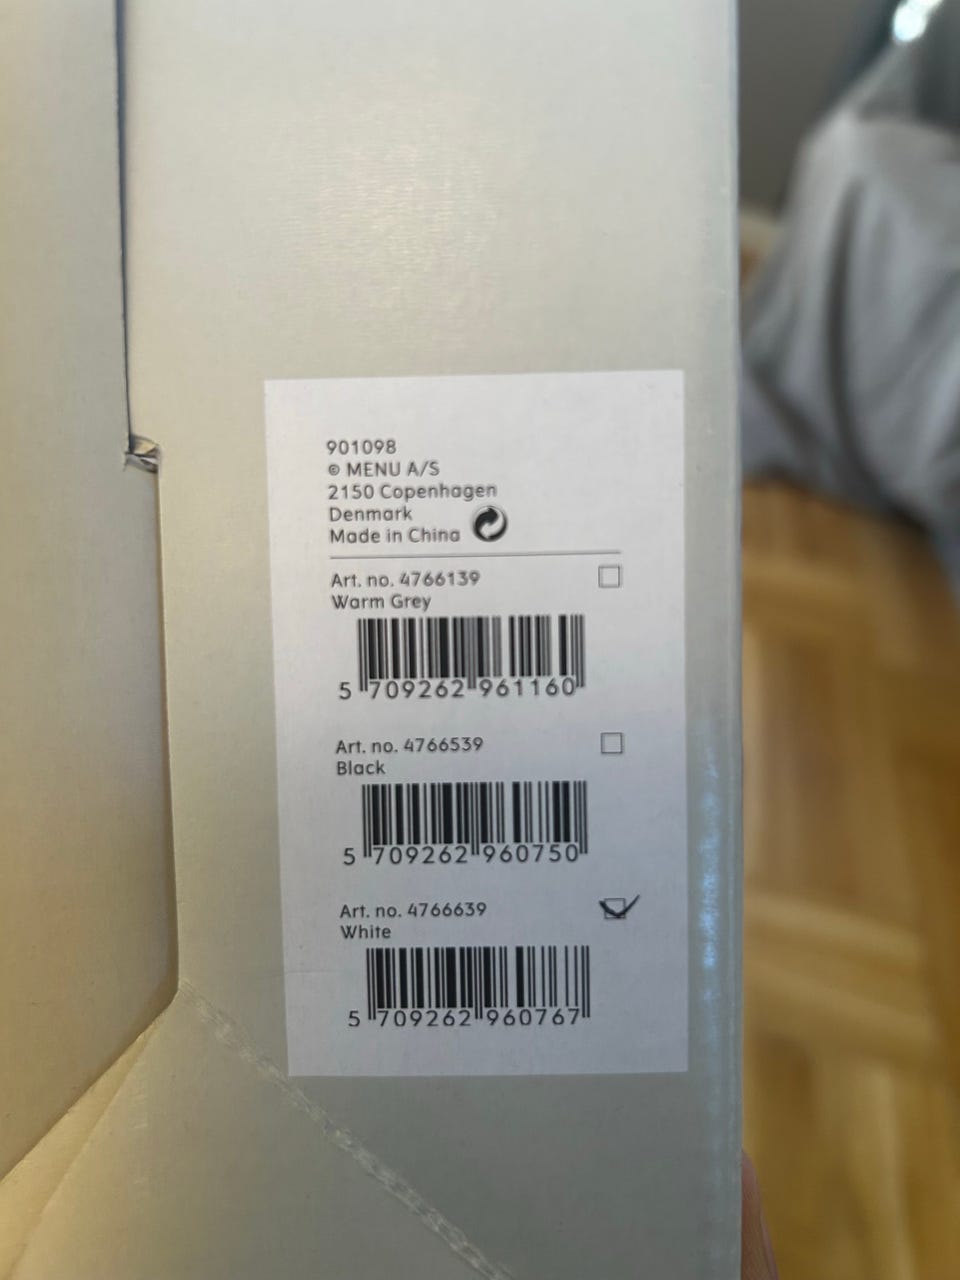 901098
© MENU A/S
2150 Copenhagen
Denmark
Made in China
Art. no. 4766139
Warm Grey
5 709262 961160
Art. no. 4766539
Black
5 709262 960750
Art. no. 4766639
White
5 709262 960767